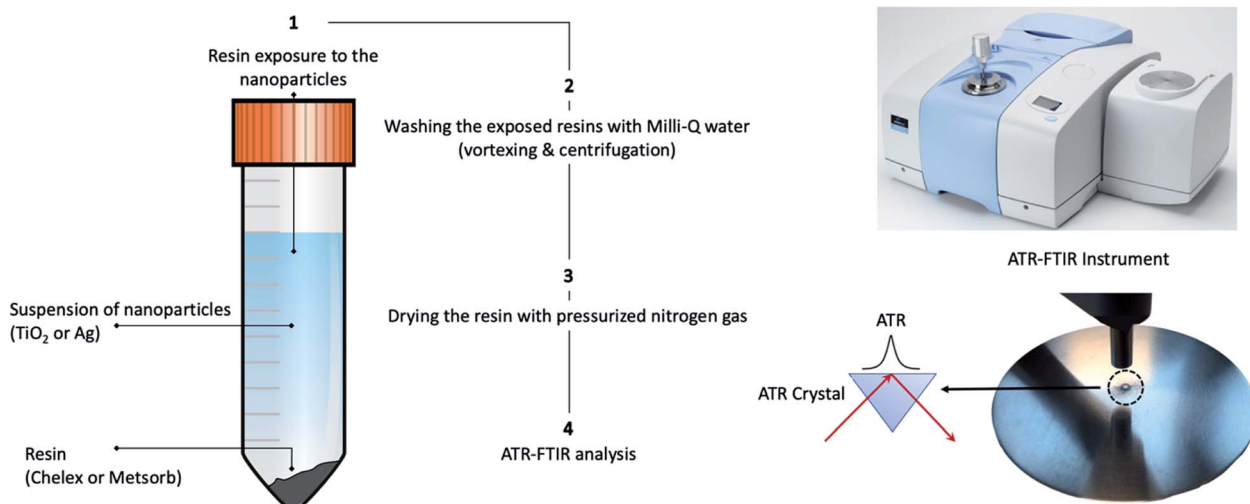 1
Resin exposure to the
nanoparticles
2
Washing the exposed resins with Milli-Q water
(vortexing & centrifugation)
3
Drying the resin with pressurized nitrogen gas
4
ATR-FTIR analysis
Suspension of nanoparticles
(TiO₂ or Ag)
Resin
(Chelex or Metsorb)
ATR-FTIR Instrument
ATR
ATR Crystal